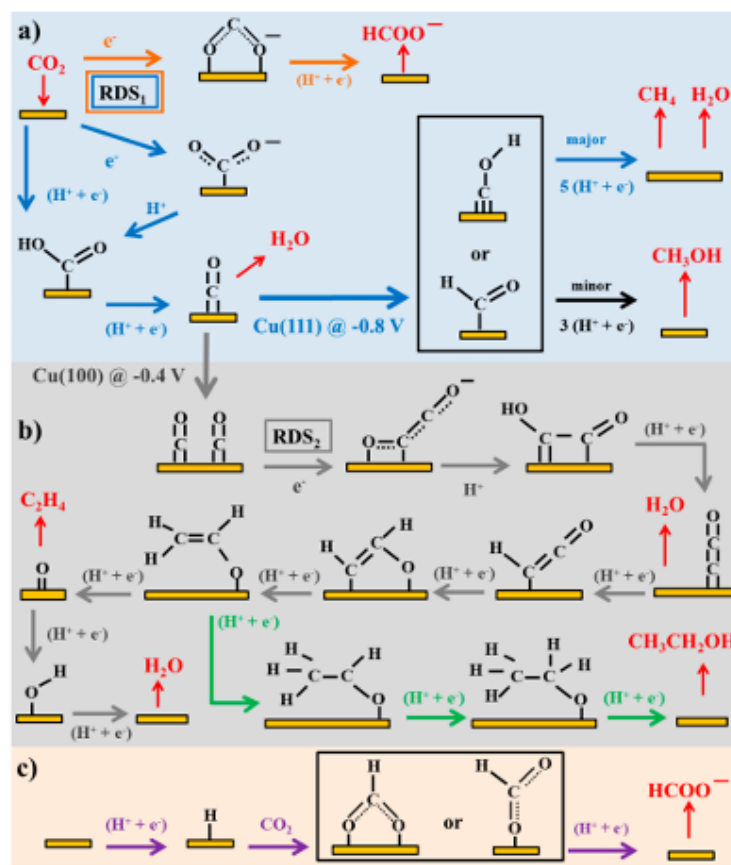 a)
CO₂
e⁻
RDS₁
C
O O⁻
(H⁺ + e⁻)
HCOO⁻
O O⁻
C
e⁻
(H⁺ + e⁻)
H⁺
HO O
C
(H⁺ + e⁻)
O
C
H₂O
Cu(111) @ -0.8 V
H
O
C
or
H O
C
major
5 (H⁺ + e⁻)
CH₄ H₂O
minor
3 (H⁺ + e⁻)
CH₃OH
Cu(100) @ -0.4 V
b)
O O
C C
RDS₂
e⁻
O⁻
C
O C
H⁺
HO O
C C
(H⁺ + e⁻)
H₂O
O
C
C
(H⁺ + e⁻)
O
C
H C
(H⁺ + e⁻)
H
C
H C O
(H⁺ + e⁻)
H H
C C
H O
(H⁺ + e⁻)
C₂H₄
O
(H⁺ + e⁻)
H
O
(H⁺ + e⁻)
H₂O
(H⁺ + e⁻)
H H
H C C
H O
(H⁺ + e⁻)
H H
H C C H
H O
(H⁺ + e⁻)
CH₃CH₂OH
c)
(H⁺ + e⁻)
H
CO₂
H
C
O O
or
H O
C
O
(H⁺ + e⁻)
HCOO⁻